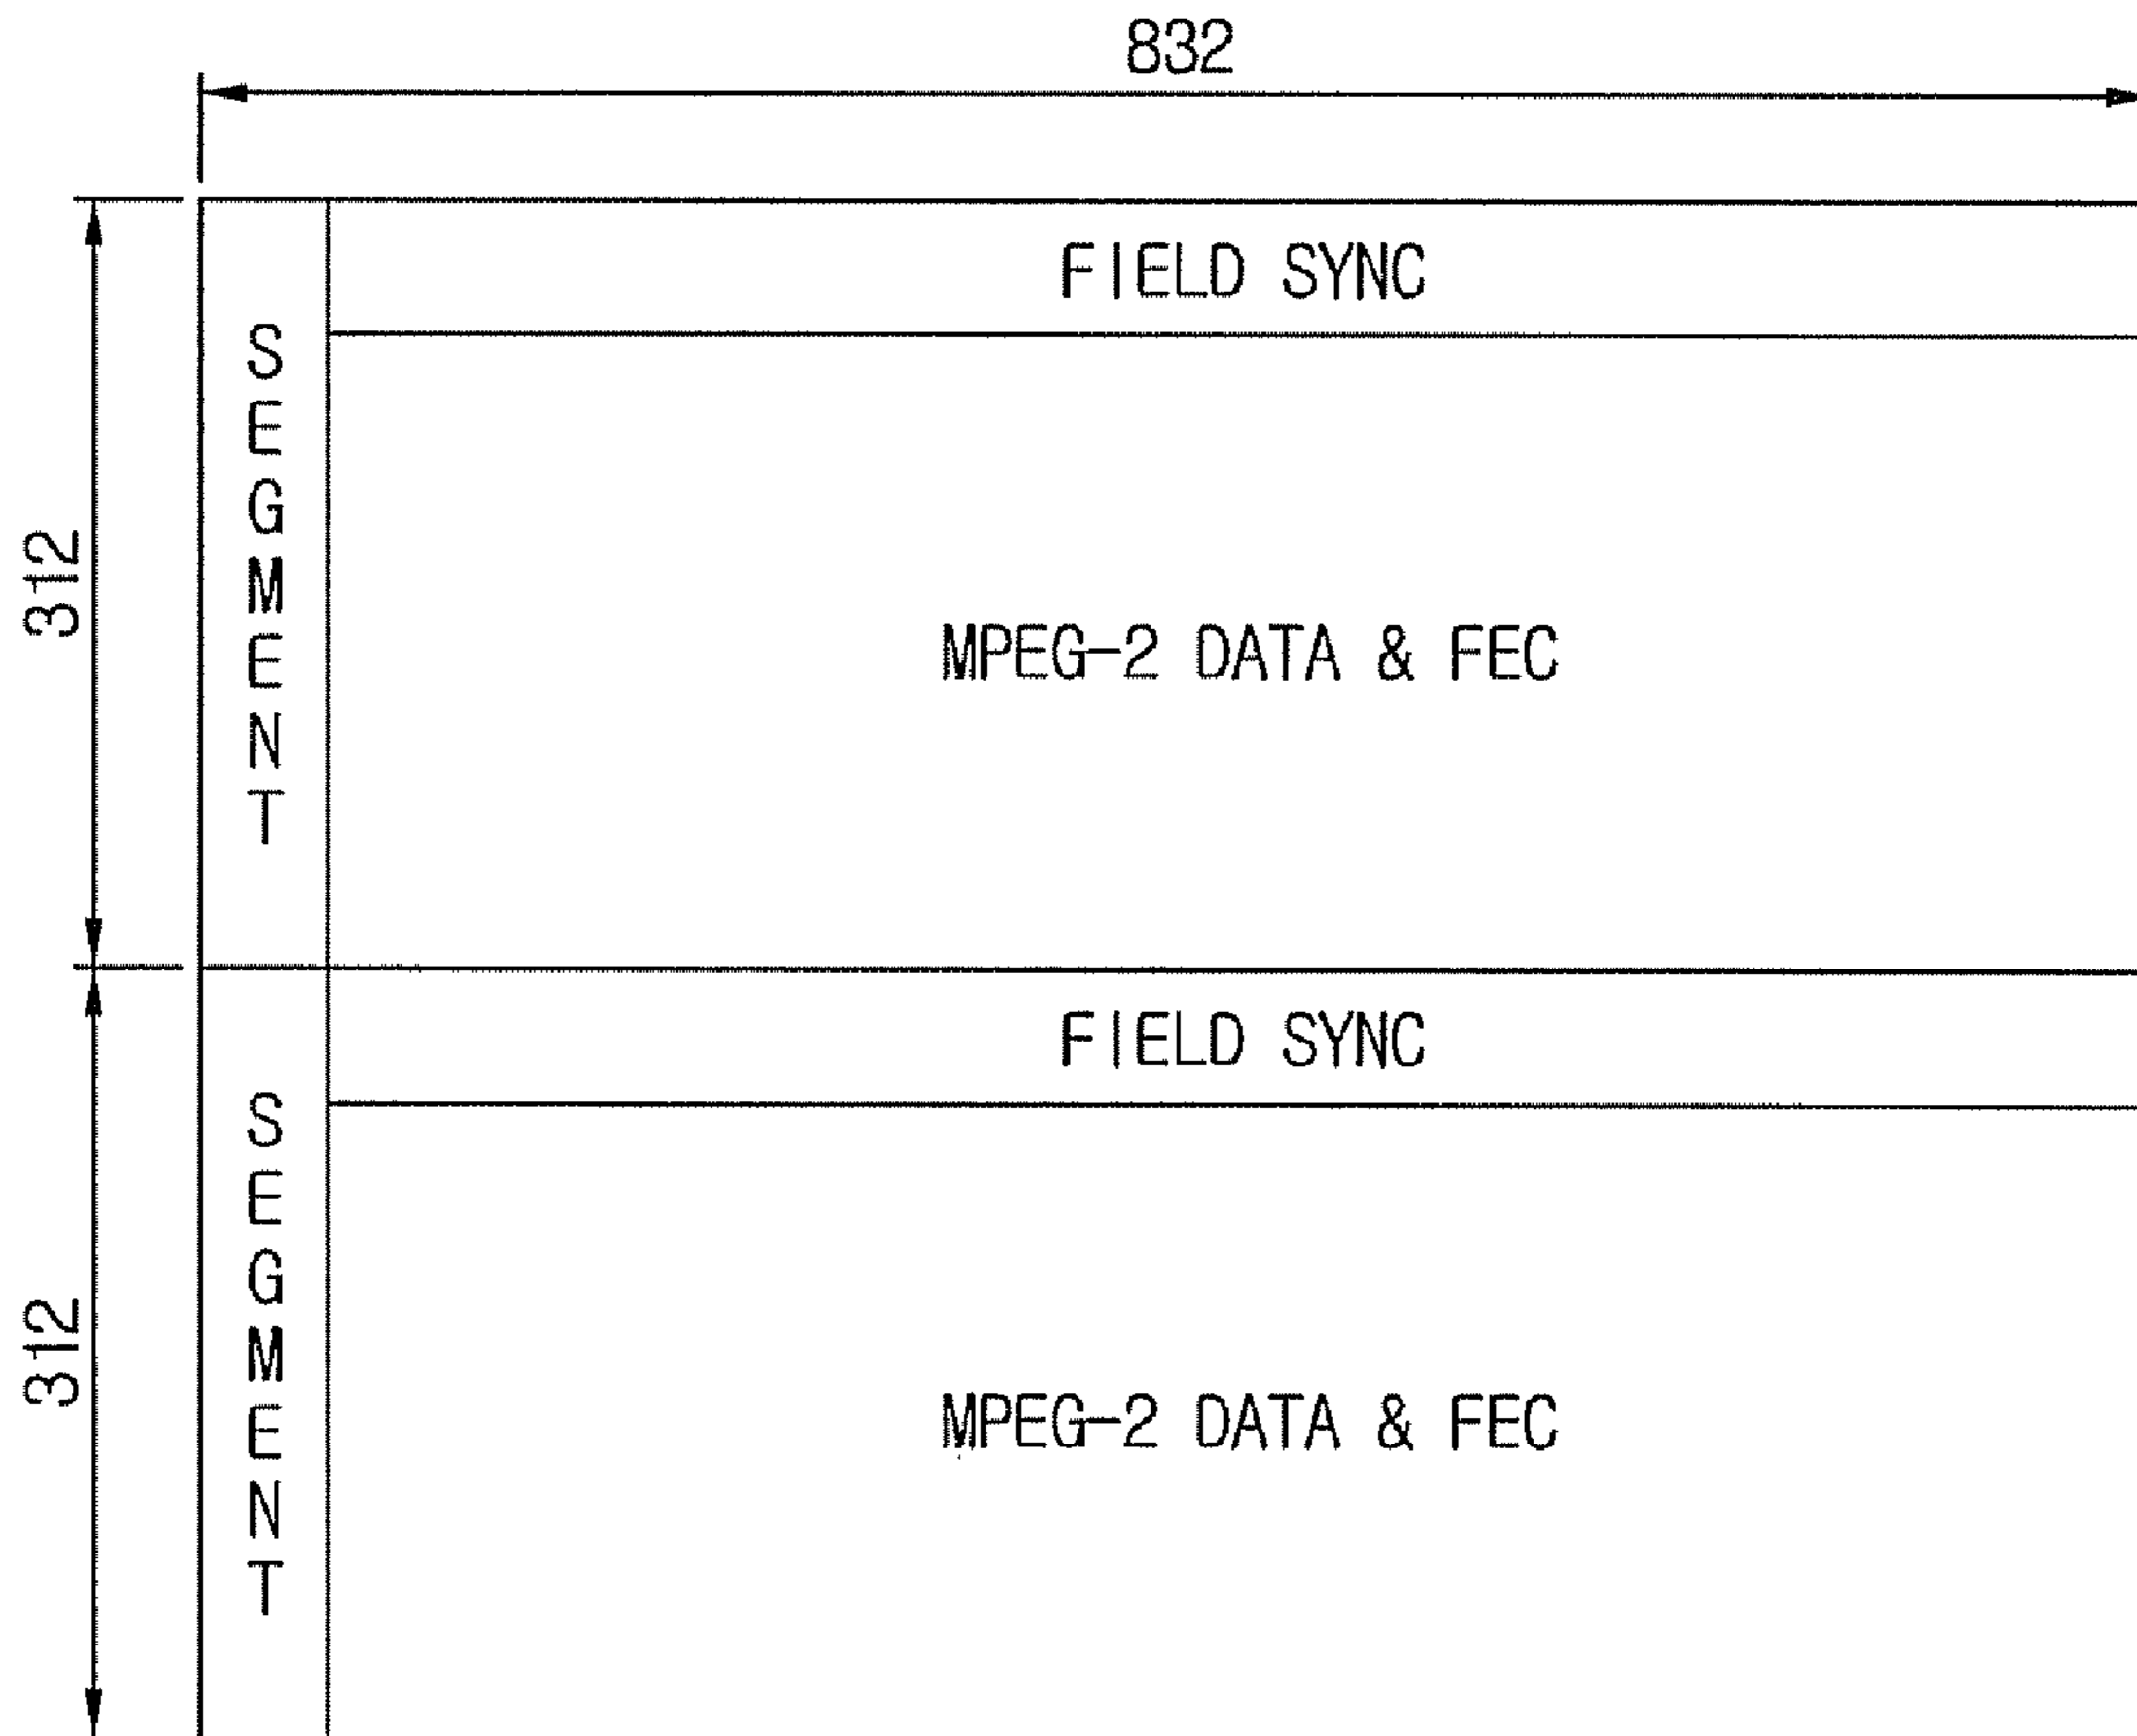 832
312
SEGMENT
FIELD SYNC
MPEG-2 DATA & FEC
312
SEGMENT
FIELD SYNC
MPEG-2 DATA & FEC